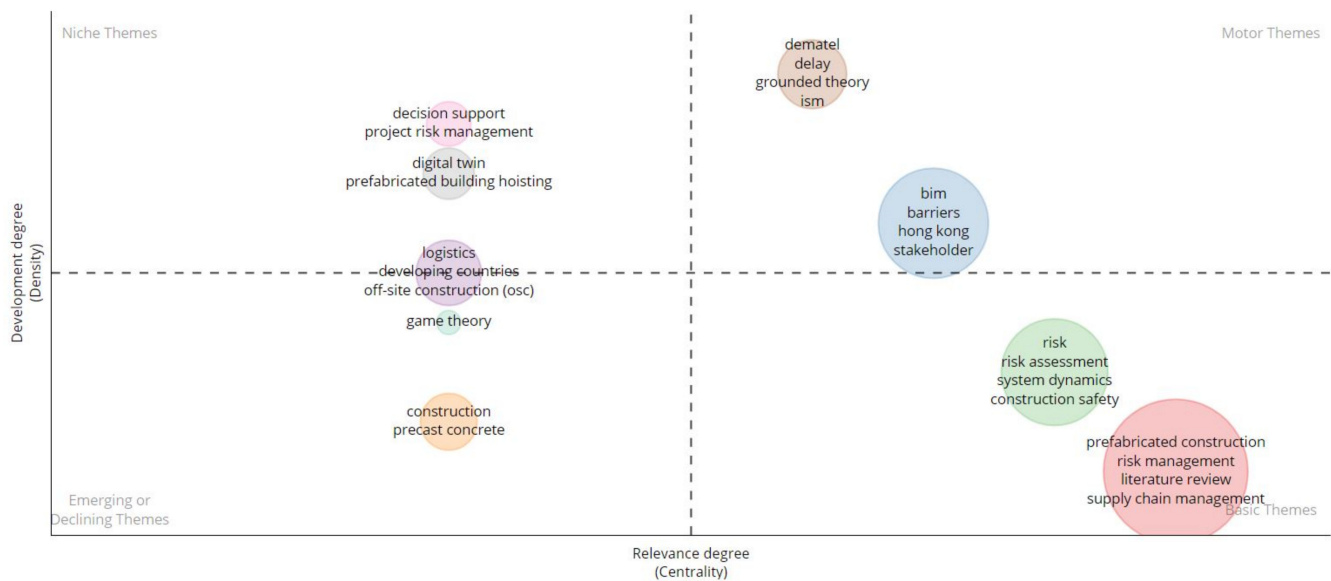 Niche Themes
Motor Themes
dematel
delay
grounded theory
ism
decision support
project risk management
digital twin
prefabricated building hoisting
bim
barriers
hong kong
stakeholder
logistics
developing countries
off-site construction (osc)
game theory
risk
risk assessment
system dynamics
construction safety
construction
precast concrete
prefabricated construction
risk management
literature review
supply chain management
Emerging or
Declining Themes
Basic Themes
Development degree
(Density)
Relevance degree
(Centrality)